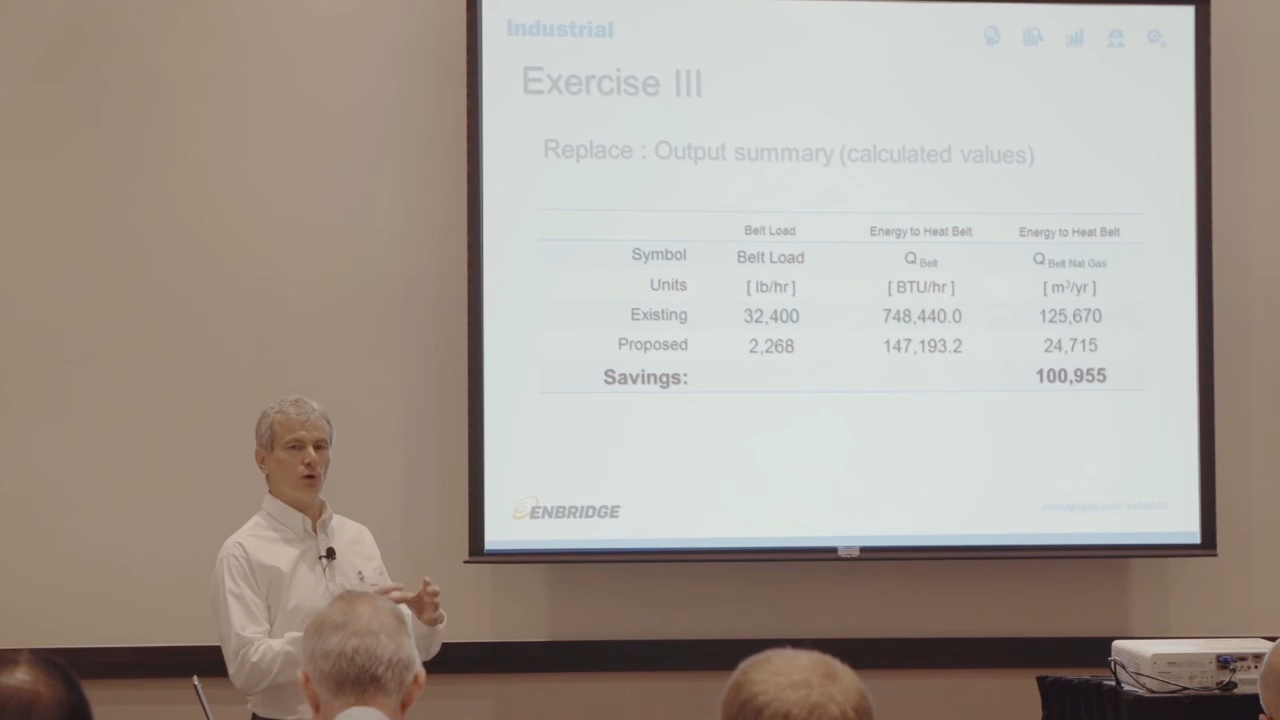 Industrial
Exercise III
Replace : Output summary (calculated values)
Belt Load Energy to Heat Belt Energy to Heat Belt
Symbol Belt Load Q Belt Q Belt Nat Gas
Units [ lb/hr ] [ BTU/hr ] [ m³/yr ]
Existing 32,400 748,440.0 125,670
Proposed 2,268 147,193.2 24,715
Savings: 100,955
ENBRIDGE